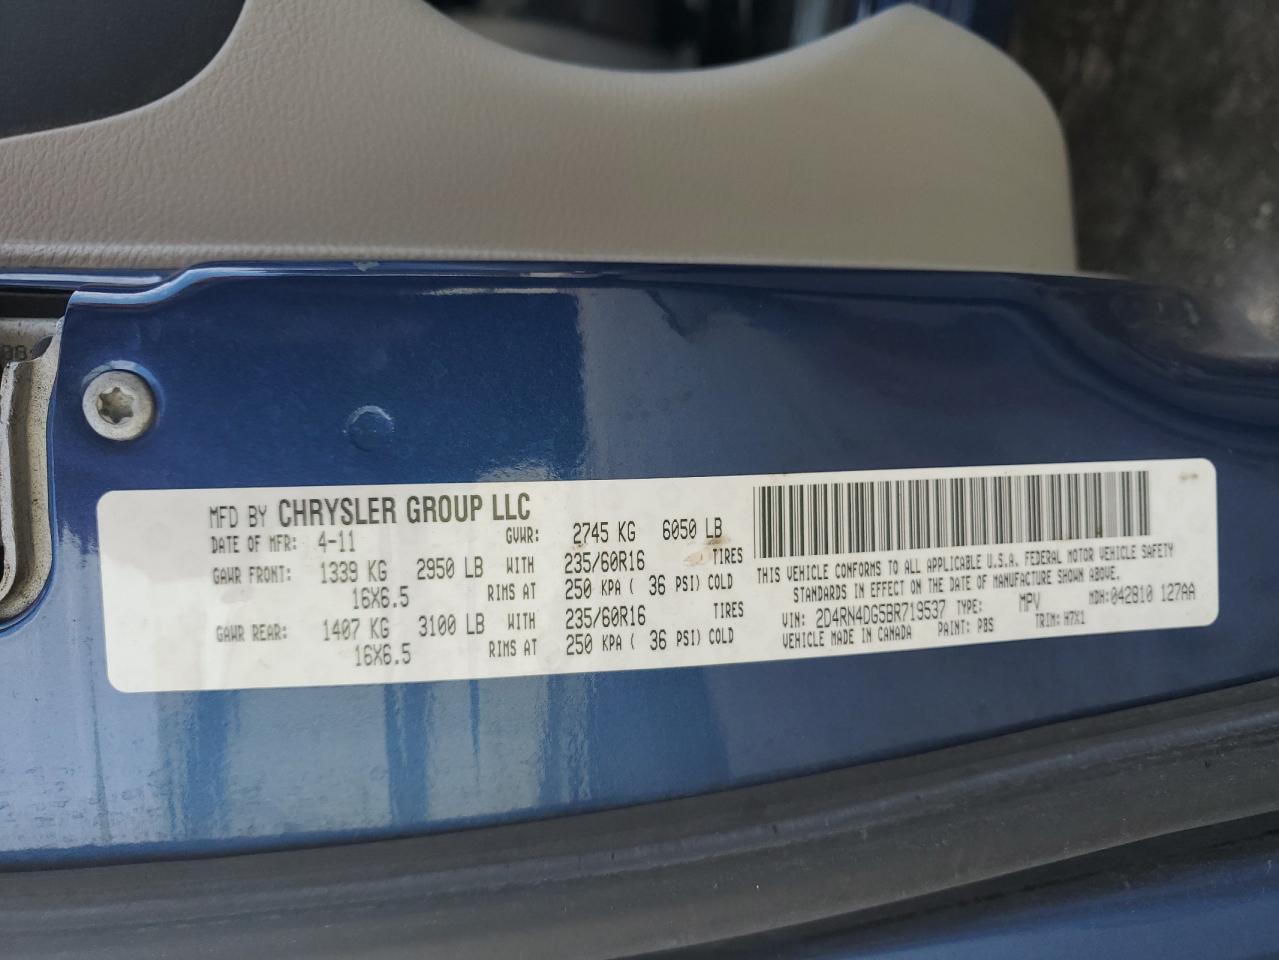 MFD BY CHRYSLER GROUP LLC
DATE OF MFR: 4-11 GVWR: 2745 KG 6050 LB
GAWR FRONT: 1339 KG 2950 LB WITH 235/60R16 TIRES
16X6.5 RIMS AT 250 KPA ( 36 PSI) COLD
GAWR REAR: 1407 KG 3100 LB WITH 235/60R16 TIRES
16X6.5 RIMS AT 250 KPA ( 36 PSI) COLD
THIS VEHICLE CONFORMS TO ALL APPLICABLE U.S.A. FEDERAL MOTOR VEHICLE SAFETY
STANDARDS IN EFFECT ON THE DATE OF MANUFACTURE SHOWN ABOVE.
VIN: 2D4RN4DG5BR719537 TYPE: MPV MDH: 042810 127AA
VEHICLE MADE IN CANADA PAINT: PBS TRIM: H7X1